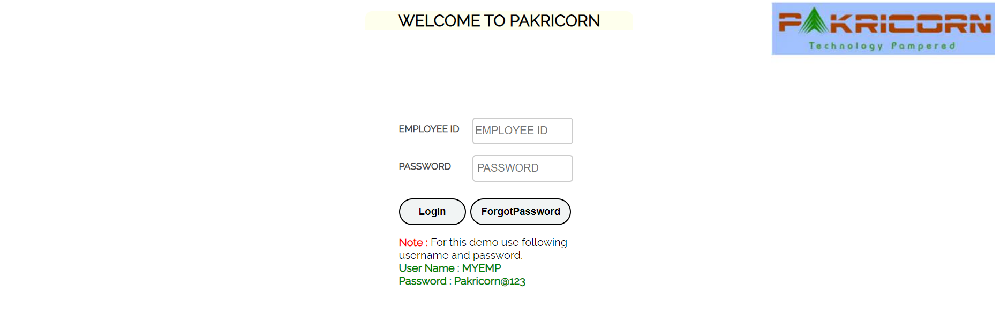 WELCOME TO PAKRICORN
PAKRICORN
Technology Pampered
EMPLOYEE ID EMPLOYEE ID
PASSWORD PASSWORD
Login ForgotPassword
Note : For this demo use following
username and password.
User Name : MYEMP
Password : Pakricorn@123